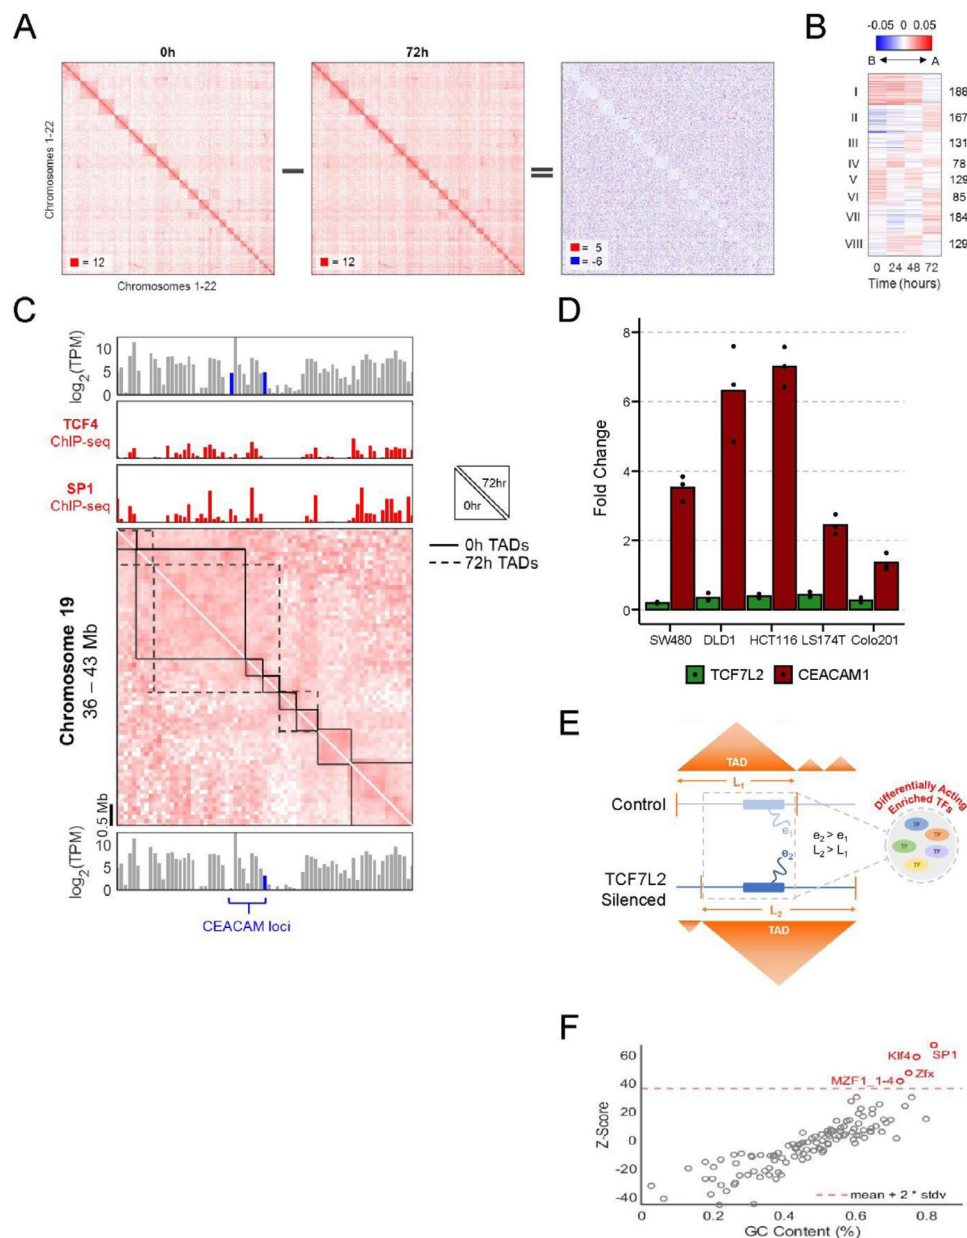 A
0h
72h
Chromosomes 1-22
= 12
= 12
= 5
= -6
Chromosomes 1-22
B
-0.05 0 0.05
B A
I 188
II 167
III 131
IV 78
V 129
VI 85
VII 184
VIII 129
0 24 48 72
Time (hours)
C
log2(TPM)
10
5
0
TCF4
ChIP-seq
SP1
ChIP-seq
72hr
0hr
0h TADs
72h TADs
Chromosome 19
36 – 43 Mb
0.5 Mb
log2(TPM)
10
5
0
CEACAM loci
D
Fold Change
8
6
4
2
0
SW480 DLD1 HCT116 LS174T Colo201
TCF7L2 CEACAM1
E
TAD
L1
Control
e1
e2
e2 > e1
L2 > L1
Differentially Acting
Enriched TFs
TF
TF
TF
TF
TF
TCF7L2
Silenced
L2
TAD
F
Z-Score
60
40
20
0
-20
-40
Klf4
SP1
Zfx
MZF1_1-4
mean + 2 * stdv
0 0.2 0.4 0.6 0.8
GC Content (%)